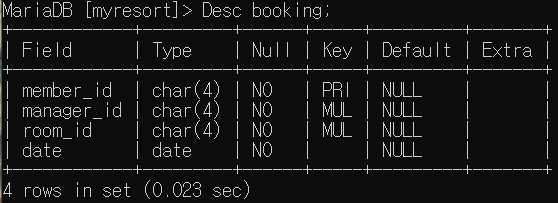 MariaDB [myresort]> Desc booking;
+------------+---------+------+-----+---------+-------+
| Field      | Type    | Null | Key | Default | Extra |
+------------+---------+------+-----+---------+-------+
| member_id  | char(4) | NO   | PRI | NULL    |       |
| manager_id | char(4) | NO   | MUL | NULL    |       |
| room_id    | char(4) | NO   | MUL | NULL    |       |
| date       | date    | NO   |     | NULL    |       |
+------------+---------+------+-----+---------+-------+
4 rows in set (0.023 sec)